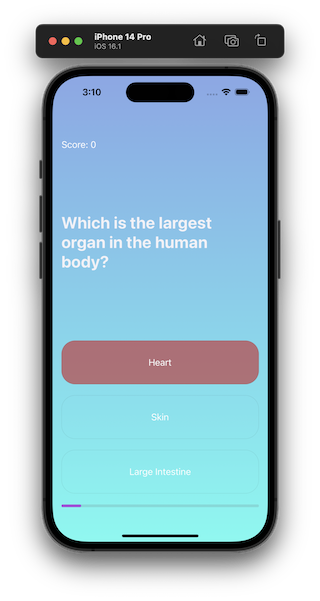 iPhone 14 Pro
iOS 16.1
3:10
Score: 0
Which is the largest
organ in the human
body?
Heart
Skin
Large Intestine